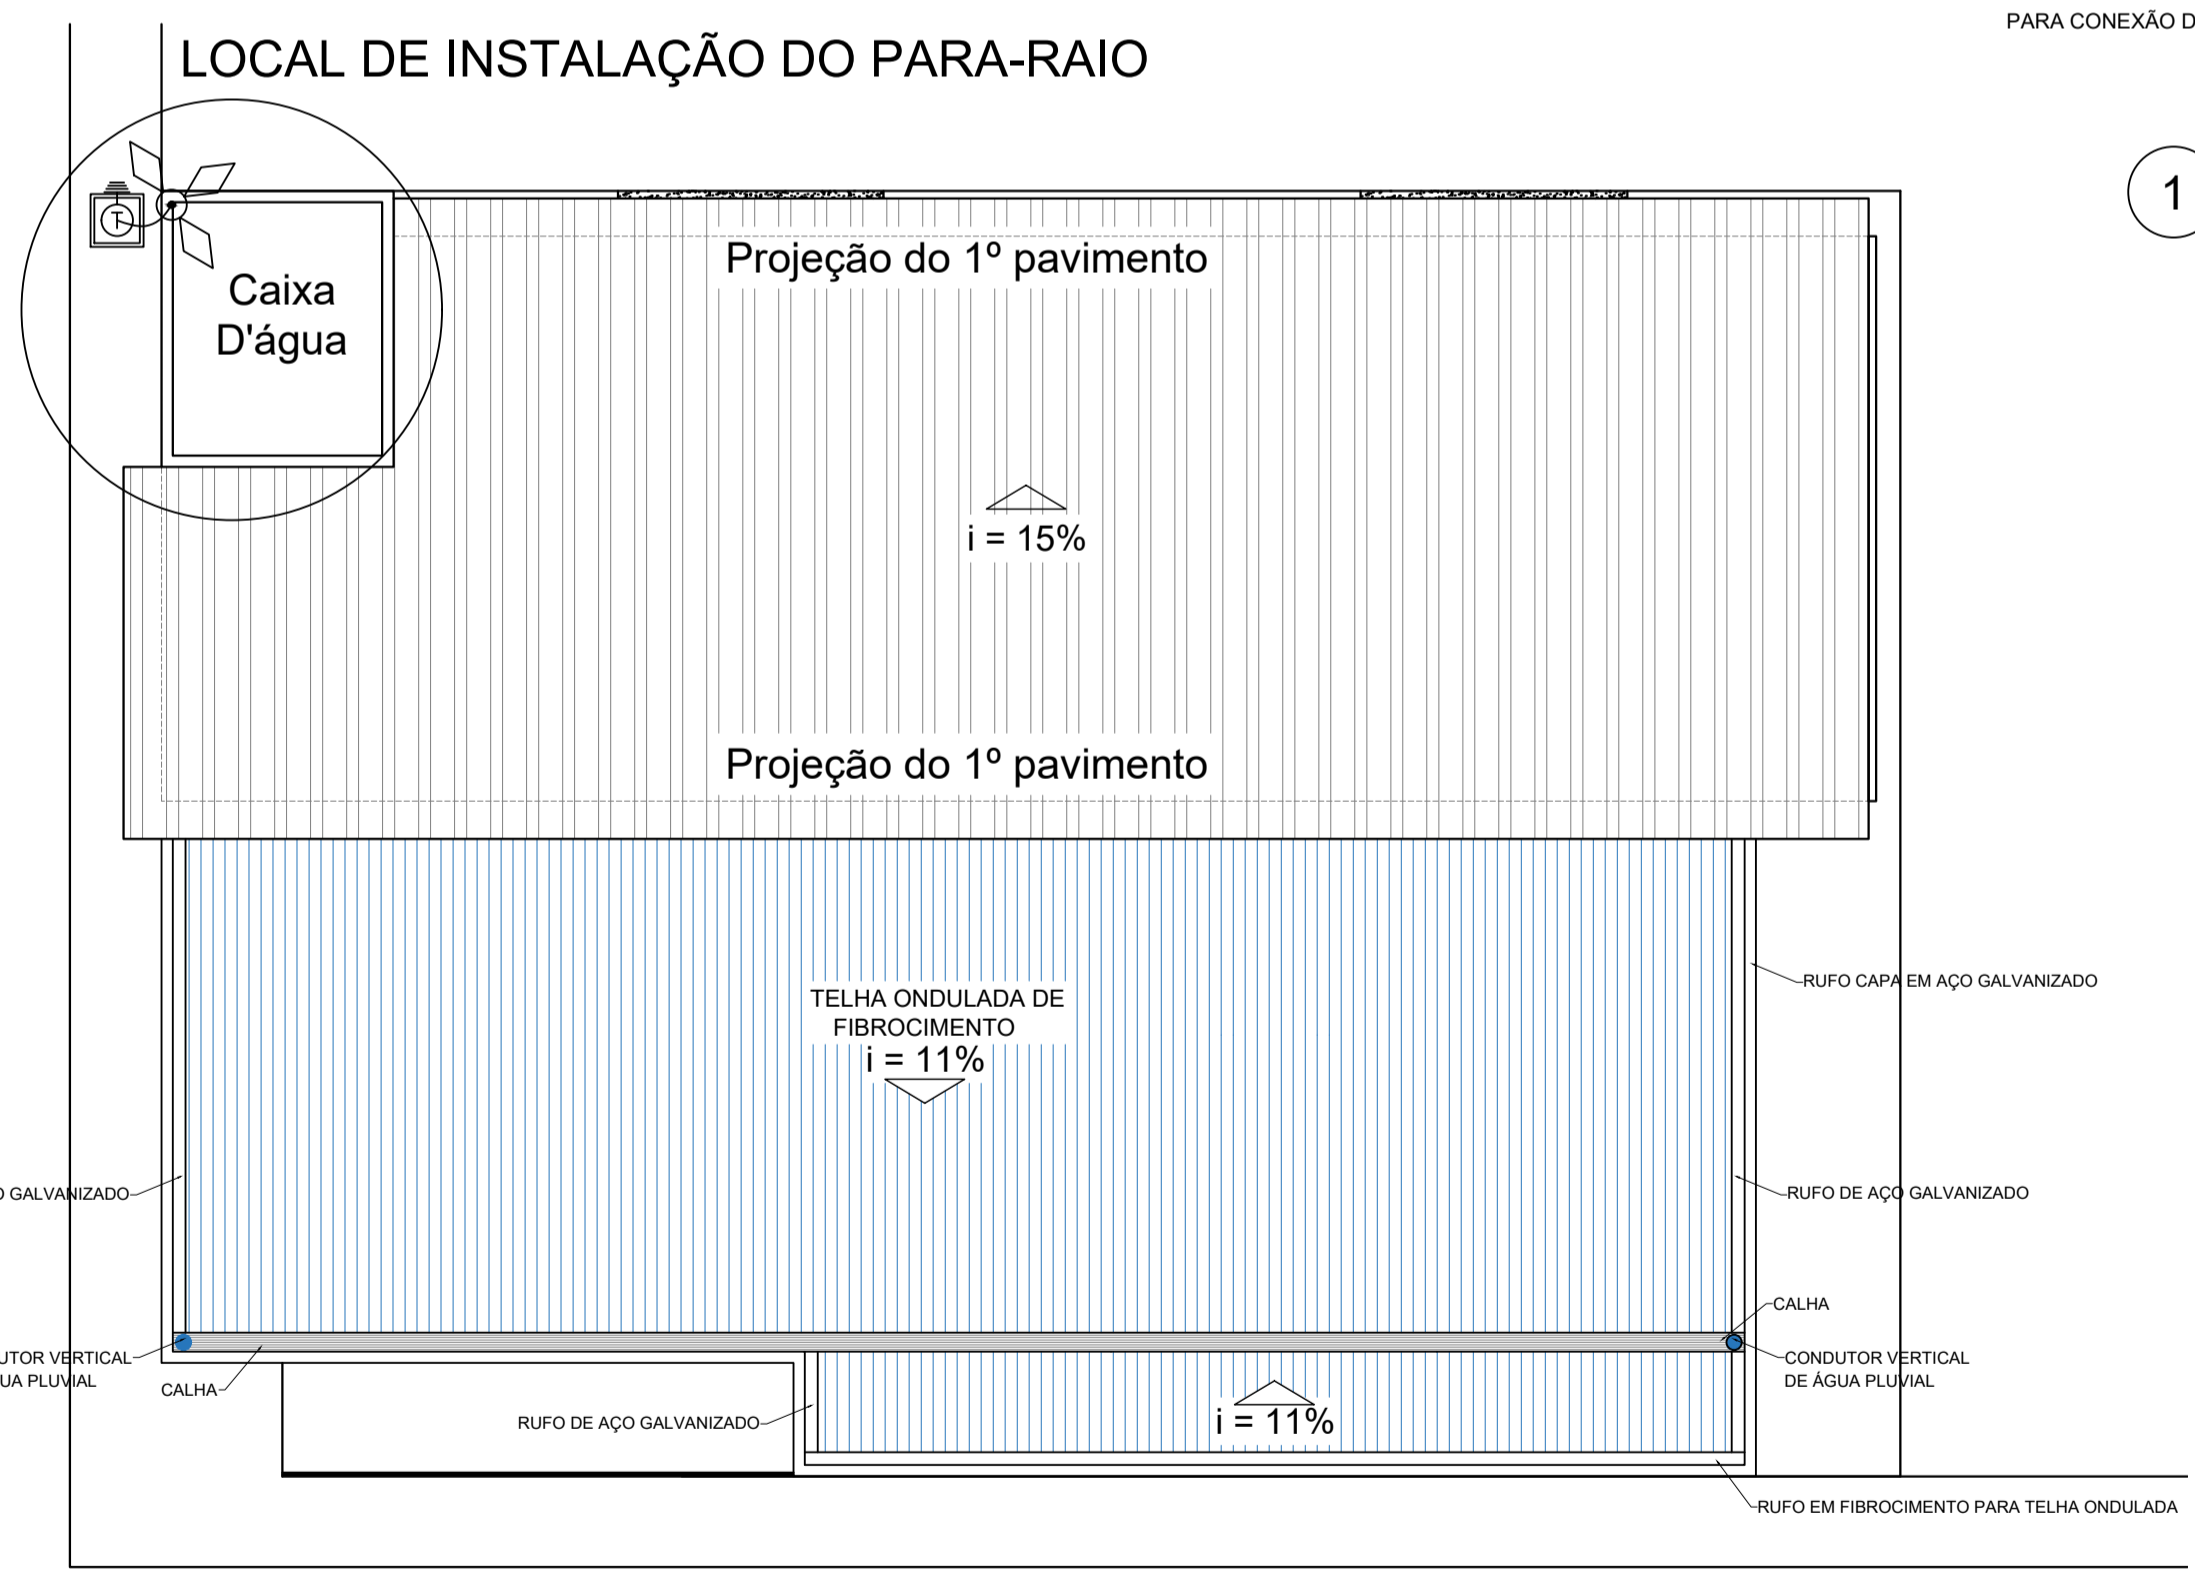 PARA CONEXÃO D
LOCAL DE INSTALAÇÃO DO PARA-RAIO
1
T
Projeção do 1º pavimento
Caixa
D'água
i = 15%
Projeção do 1º pavimento
RUFO CAPA EM AÇO GALVANIZADO
TELHA ONDULADA DE
FIBROCIMENTO
i = 11%
O GALVANIZADO
RUFO DE AÇO GALVANIZADO
CALHA
UTOR VERTICAL
UA PLUVIAL
CALHA
CONDUTOR VERTICAL
DE ÁGUA PLUVIAL
RUFO DE AÇO GALVANIZADO
i = 11%
RUFO EM FIBROCIMENTO PARA TELHA ONDULADA